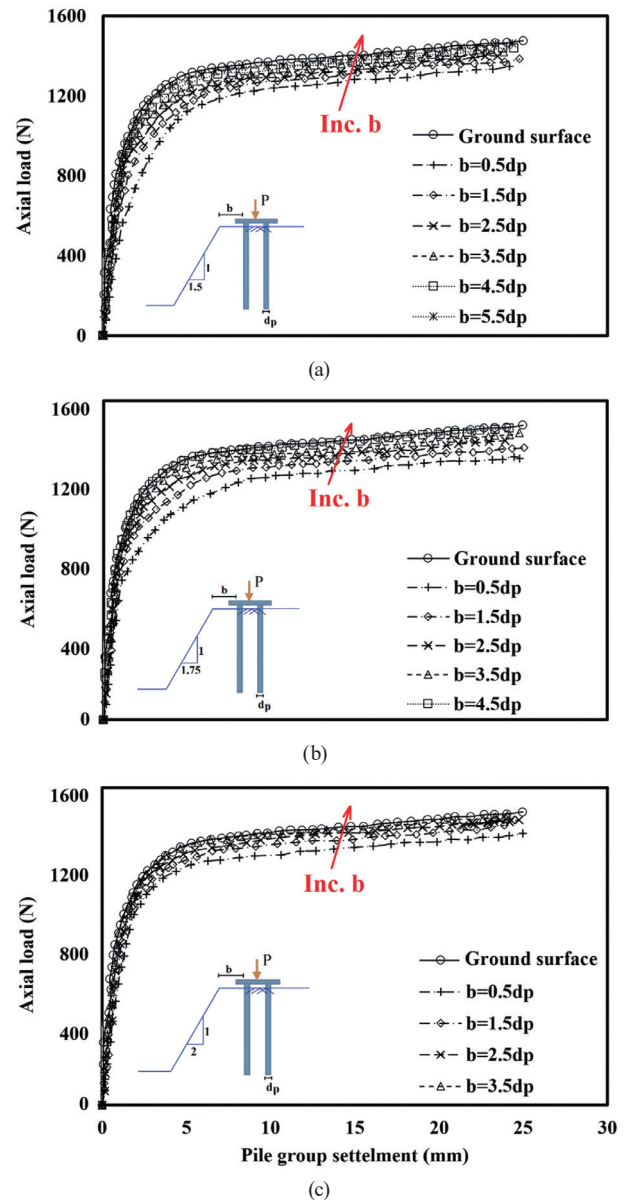 1600
1200
800
400
0
Axial load (N)
Inc. b
Ground surface
b=0.5dp
b=1.5dp
b=2.5dp
b=3.5dp
b=4.5dp
b=5.5dp
b
P
1
1.5
dp
(a)
1600
1200
800
400
0
Axial load (N)
Inc. b
Ground surface
b=0.5dp
b=1.5dp
b=2.5dp
b=3.5dp
b=4.5dp
b
P
1
1.75
dp
(b)
1600
1200
800
400
0
Axial load (N)
Inc. b
Ground surface
b=0.5dp
b=1.5dp
b=2.5dp
b=3.5dp
b
P
1
2
dp
0 5 10 15 20 25 30
Pile group settelment (mm)
(c)